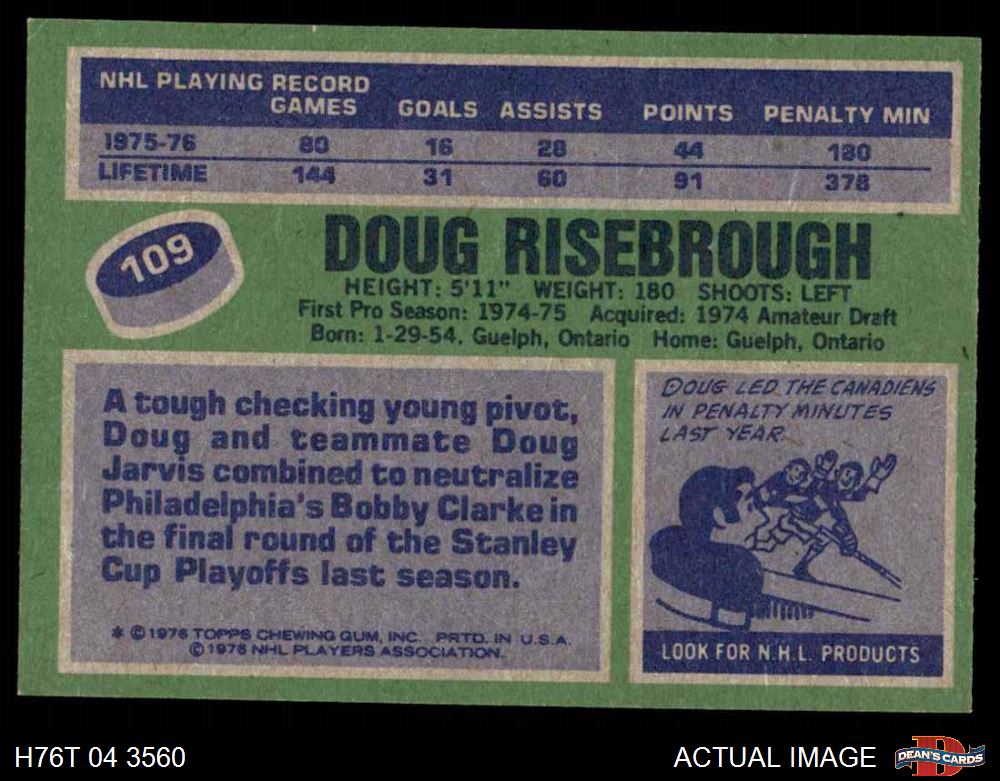 NHL PLAYING RECORD
GAMES GOALS ASSISTS POINTS PENALTY MIN
1975-76 80 16 28 44 180
LIFETIME 144 31 60 91 378
109
DOUG RISEBROUGH
HEIGHT: 5'11" WEIGHT: 180 SHOOTS: LEFT
First Pro Season: 1974-75 Acquired: 1974 Amateur Draft
Born: 1-29-54. Guelph, Ontario Home: Guelph, Ontario
A tough checking young pivot,
Doug and teammate Doug
Jarvis combined to neutralize
Philadelphia's Bobby Clarke in
the final round of the Stanley
Cup Playoffs last season.
* © 1976 TOPPS CHEWING GUM, INC. PRTD. IN U.S.A.
© 1976 NHL PLAYERS ASSOCIATION.
DOUG LED THE CANADIENS
IN PENALTY MINUTES
LAST YEAR.
LOOK FOR N.H.L. PRODUCTS
H76T 04 3560
ACTUAL IMAGE
D
DEAN'S CARDS